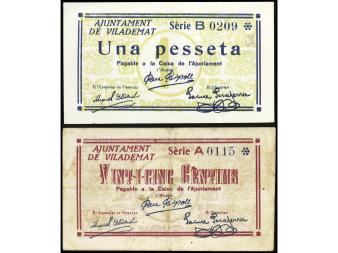 AJUNTAMENT
DE VILADEMAT
Sèrie B 0209 *
Una pesseta
Pagable a la Caixa de l'Ajuntament
L'Alcalde
El Conseller de Finances
El Dipositari
AJUNTAMENT
DE VILADEMAT
Sèrie A 0115 *
VINT-I-CINC CÈNTIMS
Pagable a la Caixa de l'Ajuntament
L'Alcalde
El Conseller de Finances
El Dipositari